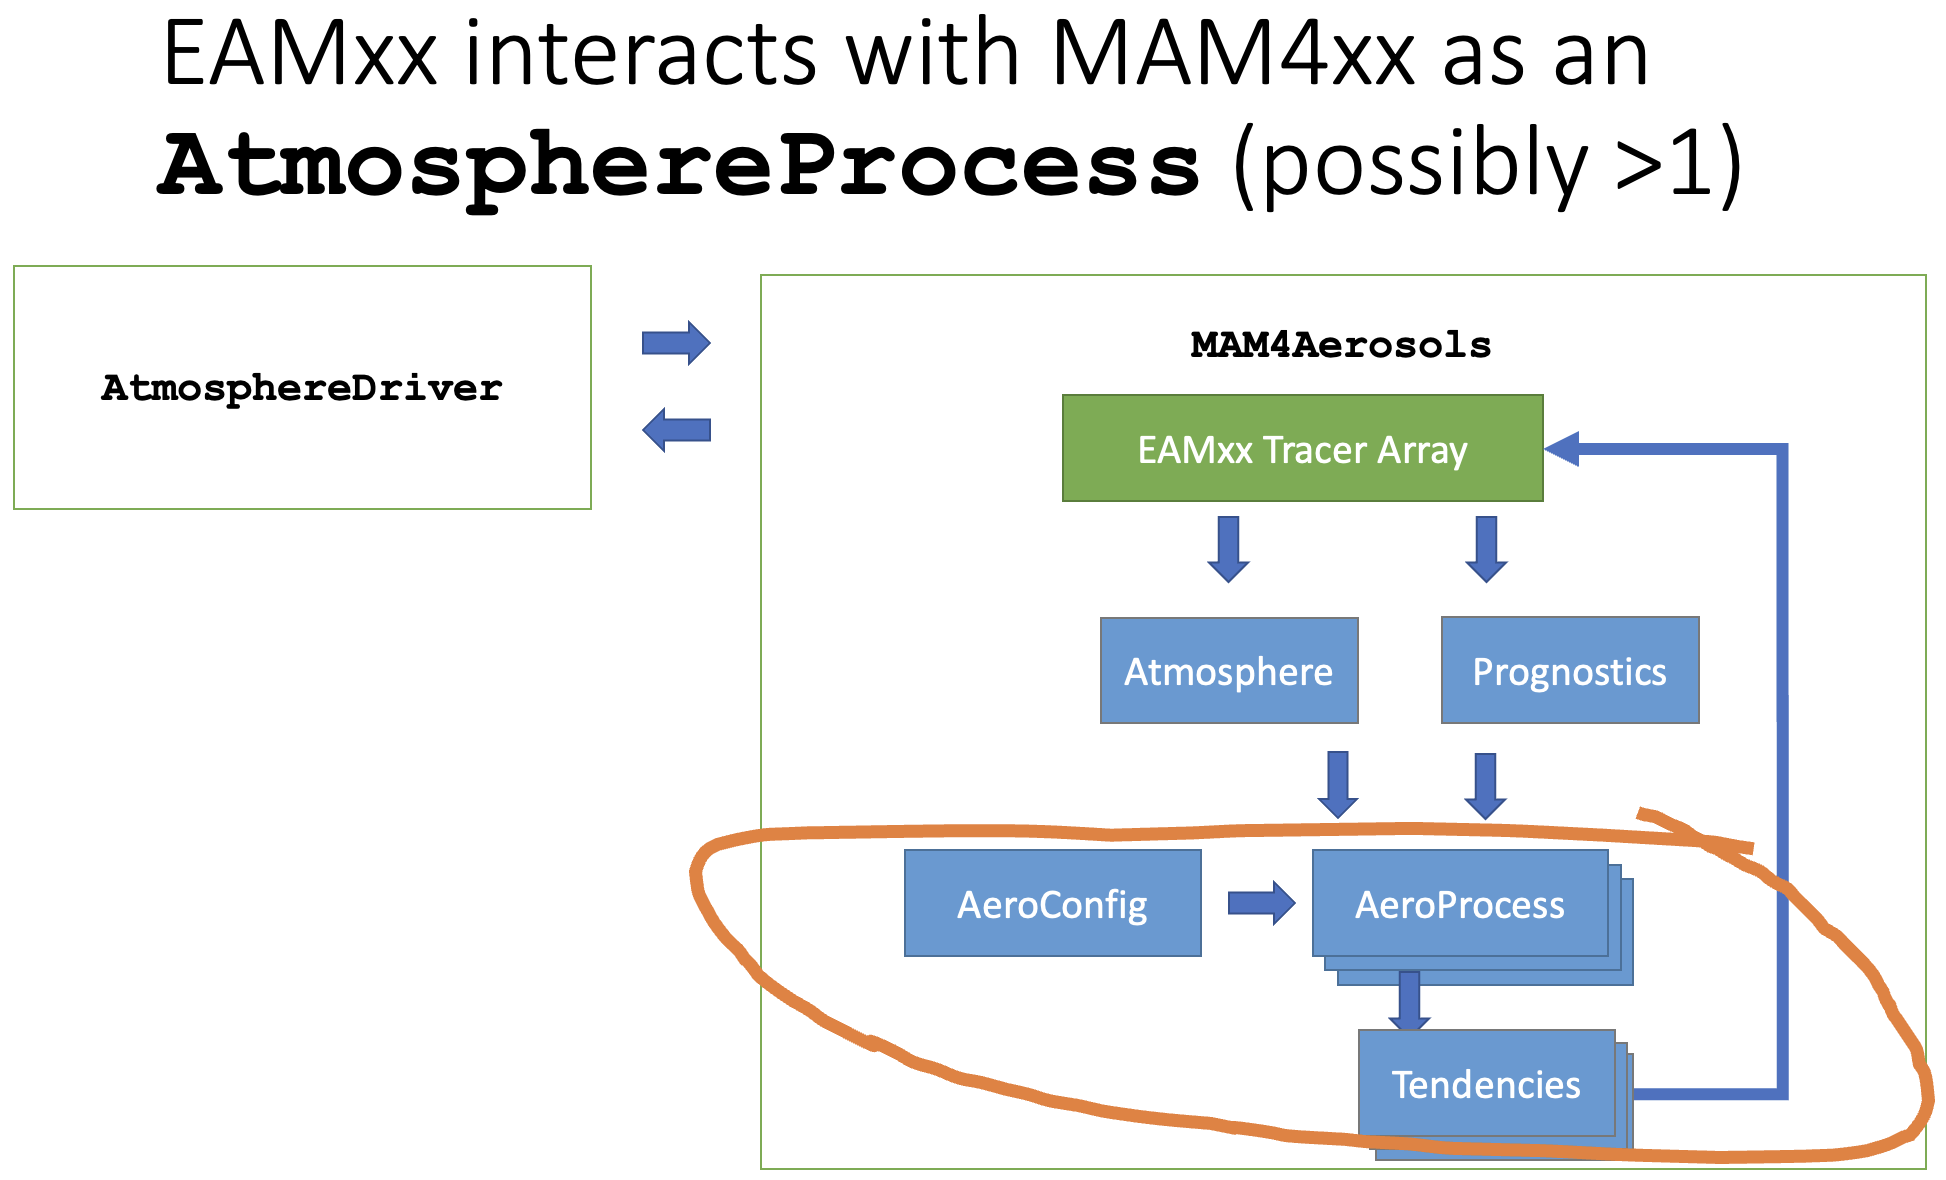 EAMxx interacts with MAM4xx as an
AtmosphereProcess (possibly >1)
AtmosphereDriver
MAM4Aerosols
EAMxx Tracer Array
Atmosphere
Prognostics
AeroConfig
AeroProcess
Tendencies